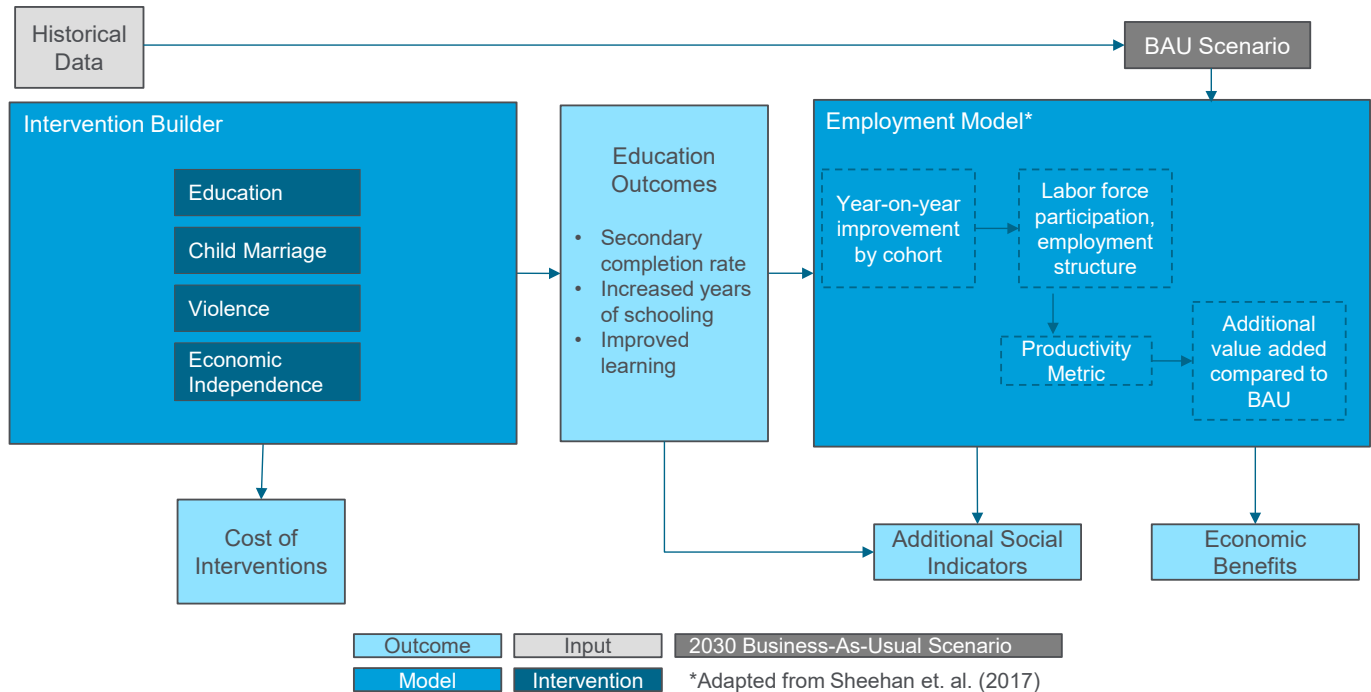 Historical
Data
BAU Scenario
Intervention Builder
Education
Child Marriage
Violence
Economic
Independence
Education
Outcomes
• Secondary
completion rate
• Increased years
of schooling
• Improved
learning
Employment Model*
Year-on-year
improvement
by cohort
Labor force
participation,
employment
structure
Productivity
Metric
Additional
value added
compared to
BAU
Cost of
Interventions
Additional Social
Indicators
Economic
Benefits
Outcome
Input
2030 Business-As-Usual Scenario
Model
Intervention
*Adapted from Sheehan et. al. (2017)